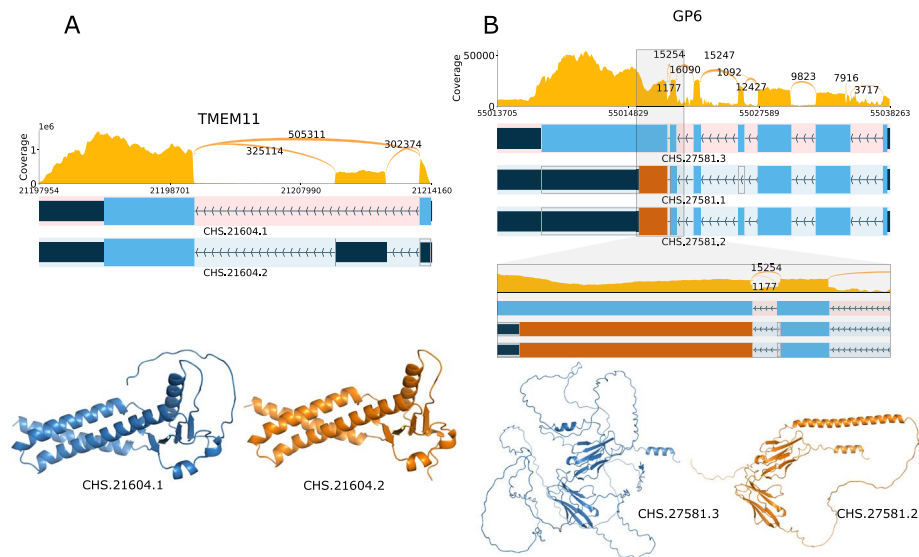 A
TMEM11
Coverage
1e6
1
0
505311
325114
302374
21197954
21198701
21207990
21214160
CHS.21604.1
CHS.21604.2
CHS.21604.1
CHS.21604.2
B
GP6
Coverage
50000
0
15254
16090
1177
15247
1092
12427
9823
7916
3717
55013705
55014829
55027589
55038263
CHS.27581.3
CHS.27581.1
CHS.27581.2
15254
1177
CHS.27581.3
CHS.27581.2